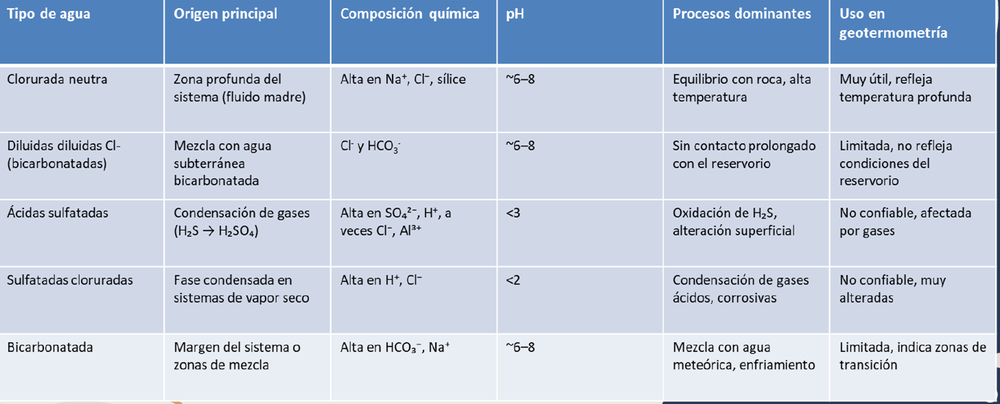 Tipo de agua
Origen principal
Composición química
pH
Procesos dominantes
Uso en
geotermometría
Clorurada neutra
Zona profunda del
sistema (fluido madre)
Alta en Na⁺, Cl⁻, sílice
~6–8
Equilibrio con roca, alta
temperatura
Muy útil, refleja
temperatura profunda
Diluidas diluidas Cl-
(bicarbonatadas)
Mezcla con agua
subterránea
bicarbonatada
Cl⁻ y HCO₃⁻
~6–8
Sin contacto prolongado
con el reservorio
Limitada, no refleja
condiciones del
reservorio
Ácidas sulfatadas
Condensación de gases
(H₂S → H₂SO₄)
Alta en SO₄²⁻, H⁺, a
veces Cl⁻, Al³⁺
<3
Oxidación de H₂S,
alteración superficial
No confiable, afectada
por gases
Sulfatadas cloruradas
Fase condensada en
sistemas de vapor seco
Alta en H⁺, Cl⁻
<2
Condensación de gases
ácidos, corrosivas
No confiable, muy
alteradas
Bicarbonatada
Margen del sistema o
zonas de mezcla
Alta en HCO₃⁻, Na⁺
~6–8
Mezcla con agua
meteórica, enfriamiento
Limitada, indica zonas de
transición